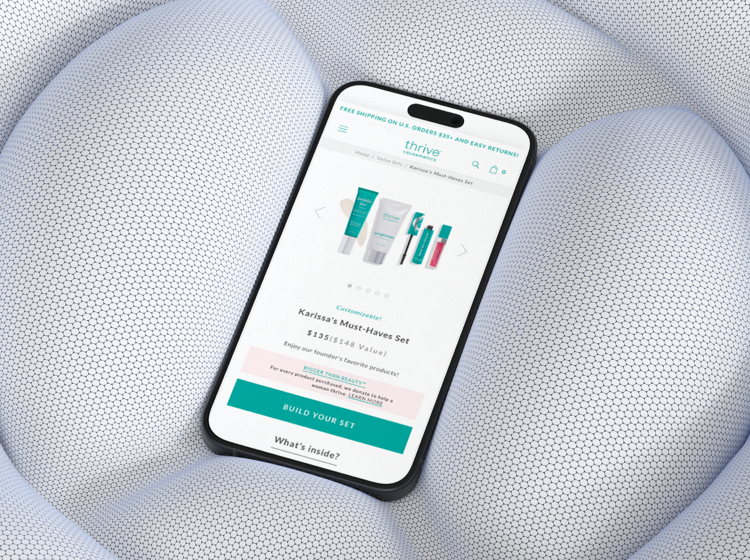 FREE SHIPPING ON U.S. ORDERS $35+ AND EASY RETURNS!
thrive
causemetics
0
Home / Value Sets / Karissa's Must-Haves Set
Customizable!
Karissa's Must-Haves Set
$135($148 Value)
Enjoy our founder's favorite products!
BIGGER THAN BEAUTY™
For every product purchased, we donate to help a
woman thrive. LEARN MORE
BUILD YOUR SET
What's inside?